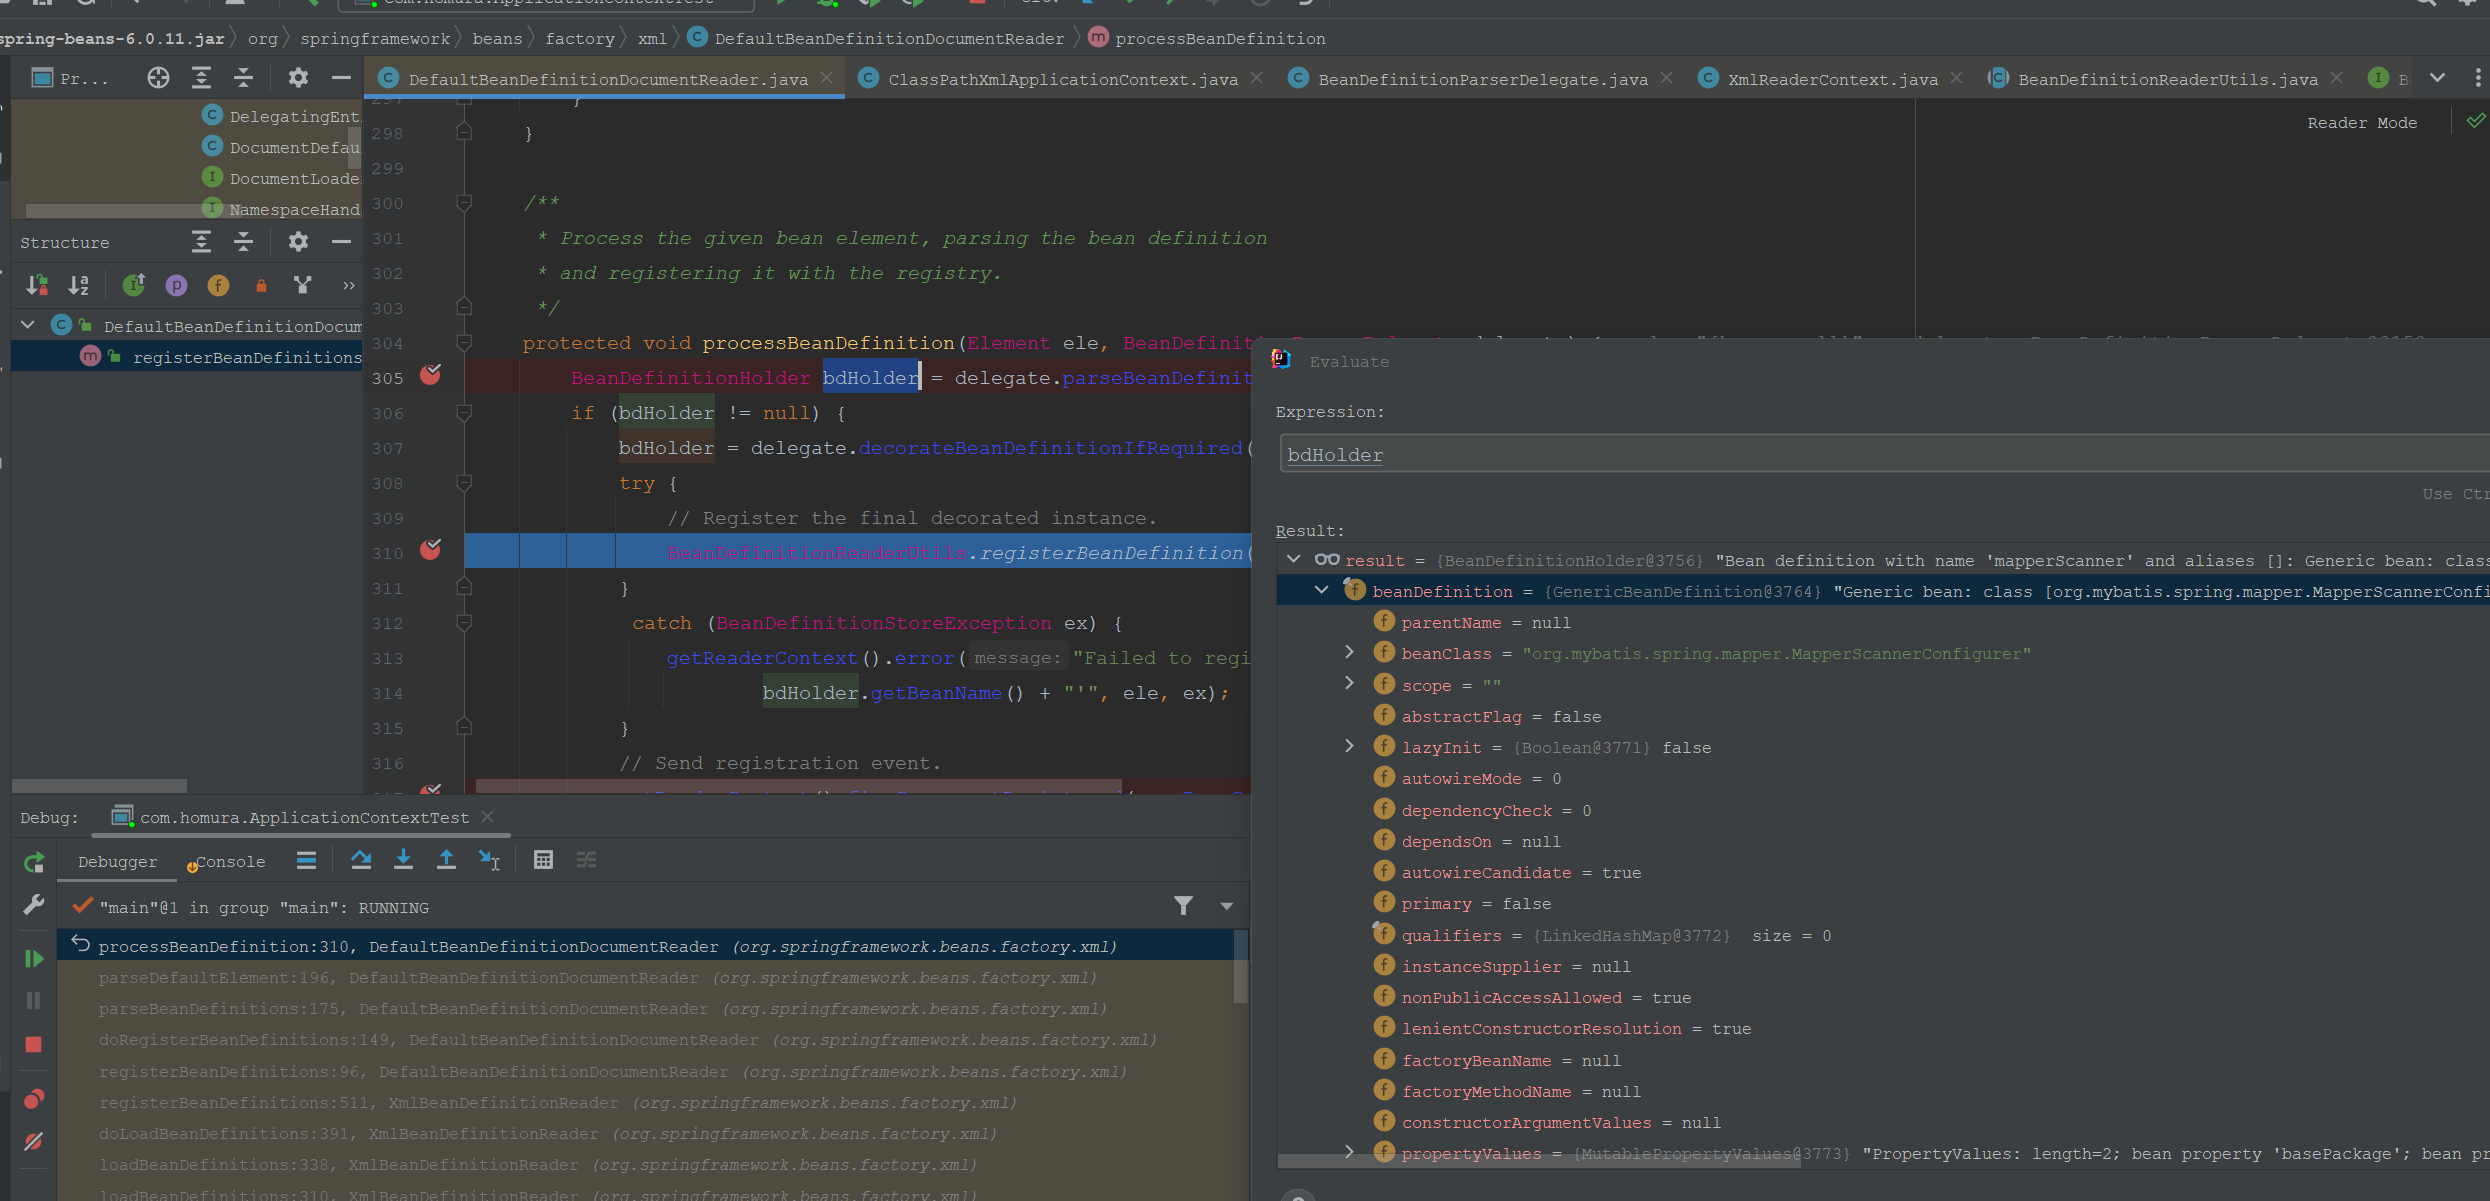 spring-beans-6.0.11.jar org springframework beans factory xml DefaultBeanDefinitionDocumentReader processBeanDefinition
Pr...
DefaultBeanDefinitionDocumentReader.java ClassPathXmlApplicationContext.java BeanDefinitionParserDelegate.java XmlReaderContext.java BeanDefinitionReaderUtils.java
DelegatingEnt
DocumentDefau
DocumentLoade
NamespaceHand
Structure
DefaultBeanDefinitionDocum
registerBeanDefinitions
Reader Mode
297 }
298 }
299
300 /**
301 * Process the given bean element, parsing the bean definition
302 * and registering it with the registry.
303 */
304 protected void processBeanDefinition(Element ele, BeanDefiniti
305 BeanDefinitionHolder bdHolder = delegate.parseBeanDefinit
306 if (bdHolder != null) {
307 bdHolder = delegate.decorateBeanDefinitionIfRequired(
308 try {
309 // Register the final decorated instance.
310 BeanDefinitionReaderUtils.registerBeanDefinition(
311 }
312 catch (BeanDefinitionStoreException ex) {
313 getReaderContext().error( message: "Failed to regi
314 bdHolder.getBeanName() + "'", ele, ex);
315 }
316 // Send registration event.
Debug: com.homura.ApplicationContextTest
Debugger Console
"main"@1 in group "main": RUNNING
processBeanDefinition:310, DefaultBeanDefinitionDocumentReader (org.springframework.beans.factory.xml)
parseDefaultElement:196, DefaultBeanDefinitionDocumentReader (org.springframework.beans.factory.xml)
parseBeanDefinitions:175, DefaultBeanDefinitionDocumentReader (org.springframework.beans.factory.xml)
doRegisterBeanDefinitions:149, DefaultBeanDefinitionDocumentReader (org.springframework.beans.factory.xml)
registerBeanDefinitions:96, DefaultBeanDefinitionDocumentReader (org.springframework.beans.factory.xml)
registerBeanDefinitions:511, XmlBeanDefinitionReader (org.springframework.beans.factory.xml)
doLoadBeanDefinitions:391, XmlBeanDefinitionReader (org.springframework.beans.factory.xml)
loadBeanDefinitions:338, XmlBeanDefinitionReader (org.springframework.beans.factory.xml)
loadBeanDefinitions:310, XmlBeanDefinitionReader (org.springframework.beans.factory.xml)
Evaluate
Expression:
bdHolder
Use Ctr
Result:
result = {BeanDefinitionHolder@3756} "Bean definition with name 'mapperScanner' and aliases []: Generic bean: class
beanDefinition = {GenericBeanDefinition@3764} "Generic bean: class [org.mybatis.spring.mapper.MapperScannerConfi
parentName = null
beanClass = "org.mybatis.spring.mapper.MapperScannerConfigurer"
scope = ""
abstractFlag = false
lazyInit = {Boolean@3771} false
autowireMode = 0
dependencyCheck = 0
dependsOn = null
autowireCandidate = true
primary = false
qualifiers = {LinkedHashMap@3772} size = 0
instanceSupplier = null
nonPublicAccessAllowed = true
lenientConstructorResolution = true
factoryBeanName = null
factoryMethodName = null
constructorArgumentValues = null
propertyValues = {MutablePropertyValues@3773} "PropertyValues: length=2; bean property 'basePackage'; bean pr